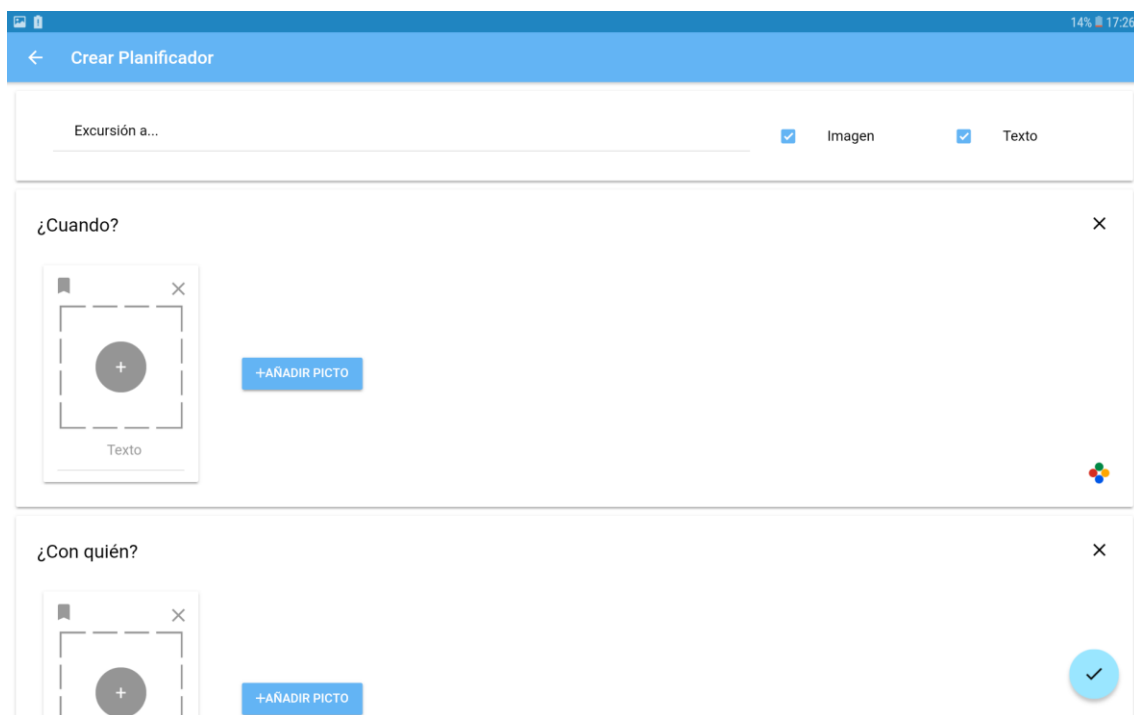 14% 17:26
Crear Planificador
Excursión a...
Imagen
Texto
¿Cuando?
+AÑADIR PICTO
Texto
¿Con quién?
+AÑADIR PICTO